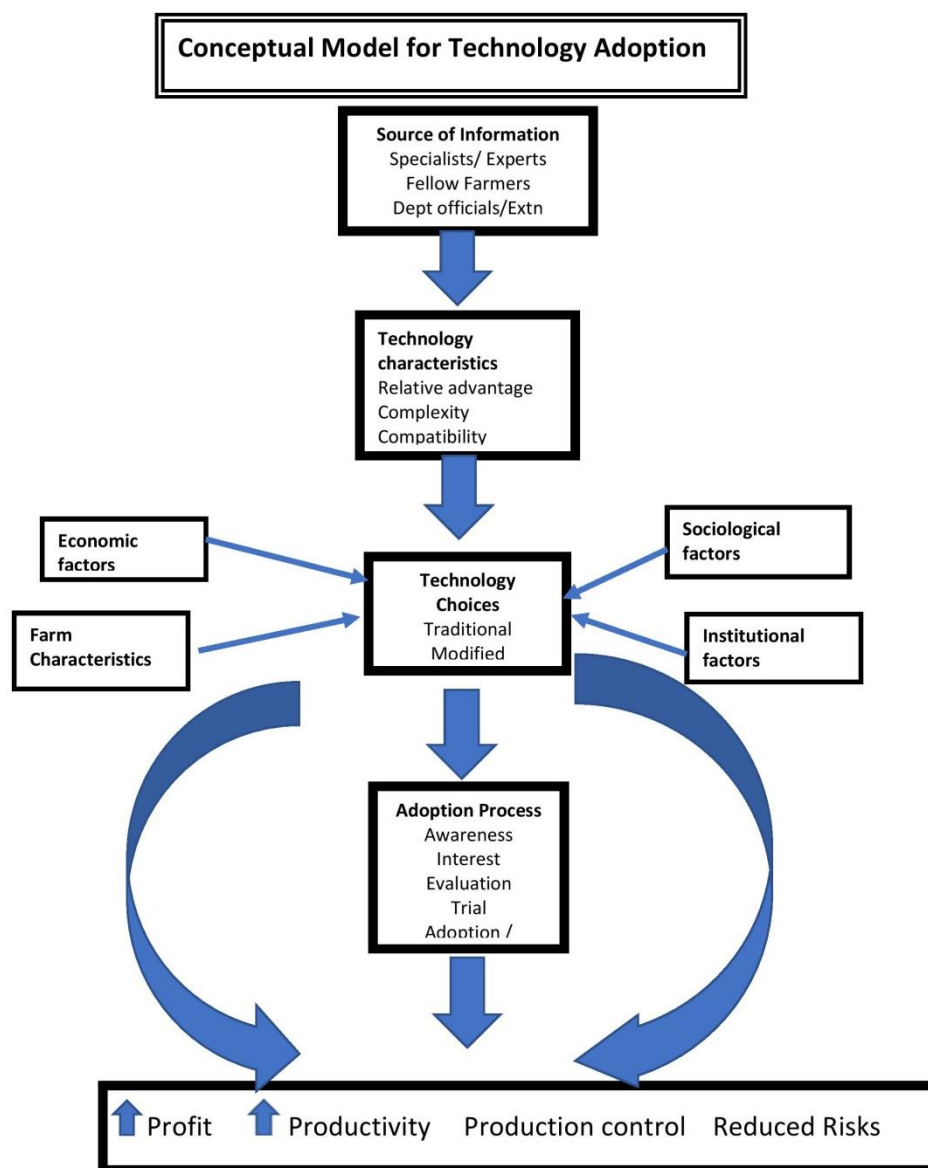 Conceptual Model for Technology Adoption
Source of Information
Specialists/ Experts
Fellow Farmers
Dept officials/Extn
Technology
characteristics
Relative advantage
Complexity
Compatibility
Economic
factors
Sociological
factors
Technology
Choices
Traditional
Modified
Farm
Characteristics
Institutional
factors
Adoption Process
Awareness
Interest
Evaluation
Trial
Adoption /
Profit Productivity Production control Reduced Risks